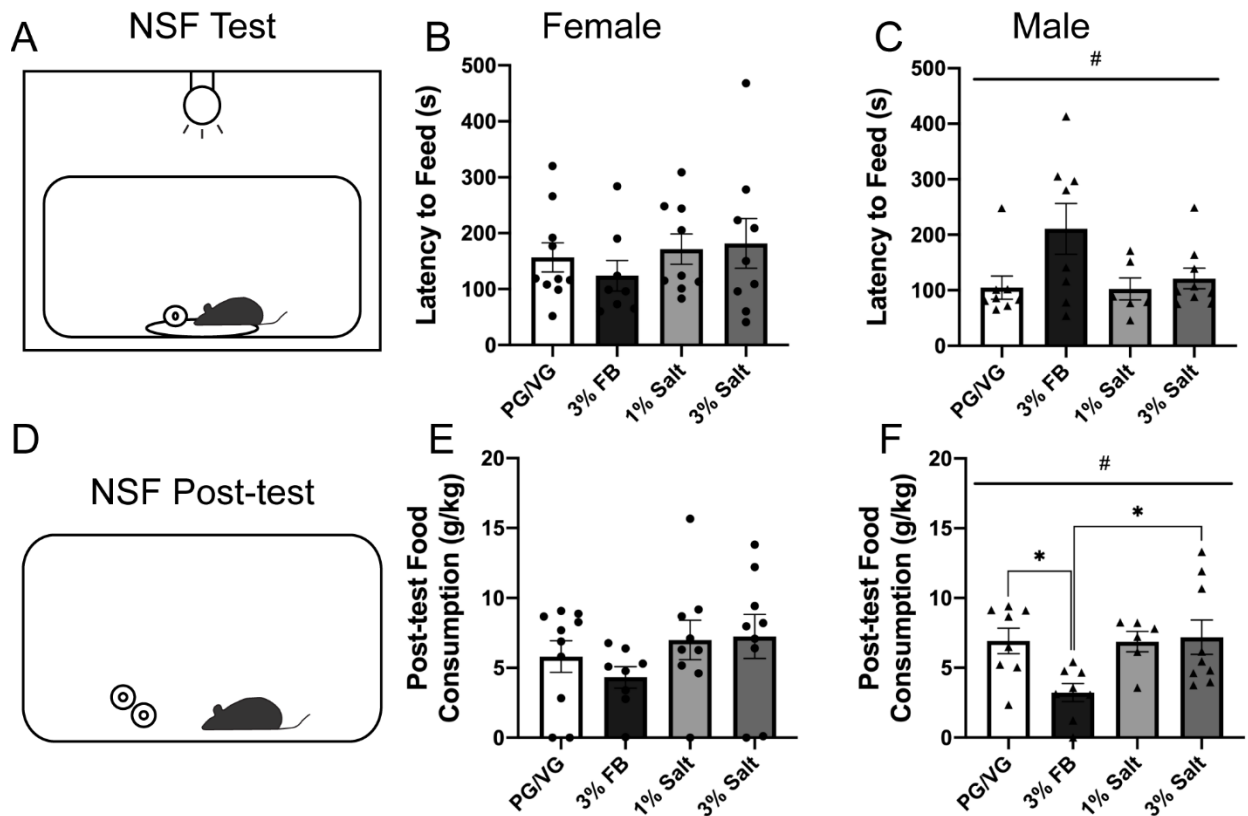 A
NSF Test
B
Female
Latency to Feed (s)
500
400
300
200
100
0
PG/VG
3% FB
1% Salt
3% Salt
C
Male
Latency to Feed (s)
500
400
300
200
100
0
#
PG/VG
3% FB
1% Salt
3% Salt
D
NSF Post-test
E
Post-test Food
Consumption (g/kg)
20
15
10
5
0
PG/VG
3% FB
1% Salt
3% Salt
F
Post-test Food
Consumption (g/kg)
20
15
10
5
0
#
*
*
PG/VG
3% FB
1% Salt
3% Salt